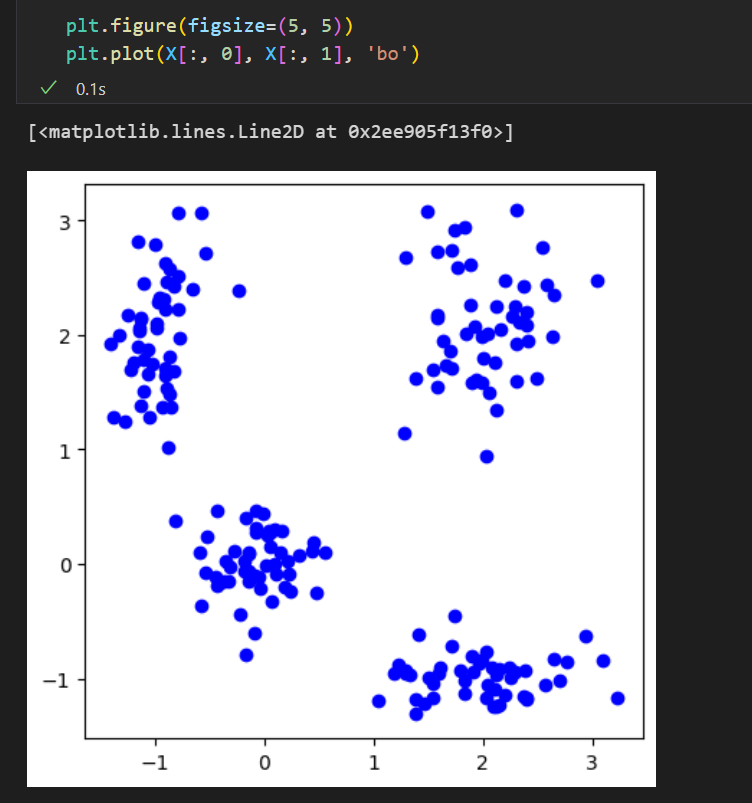 plt.figure(figsize=(5, 5))
plt.plot(X[:, 0], X[:, 1], 'bo')
✓ 0.1s
[<matplotlib.lines.Line2D at 0x2ee905f13f0>]
3
2
1
0
−1
−1 0 1 2 3